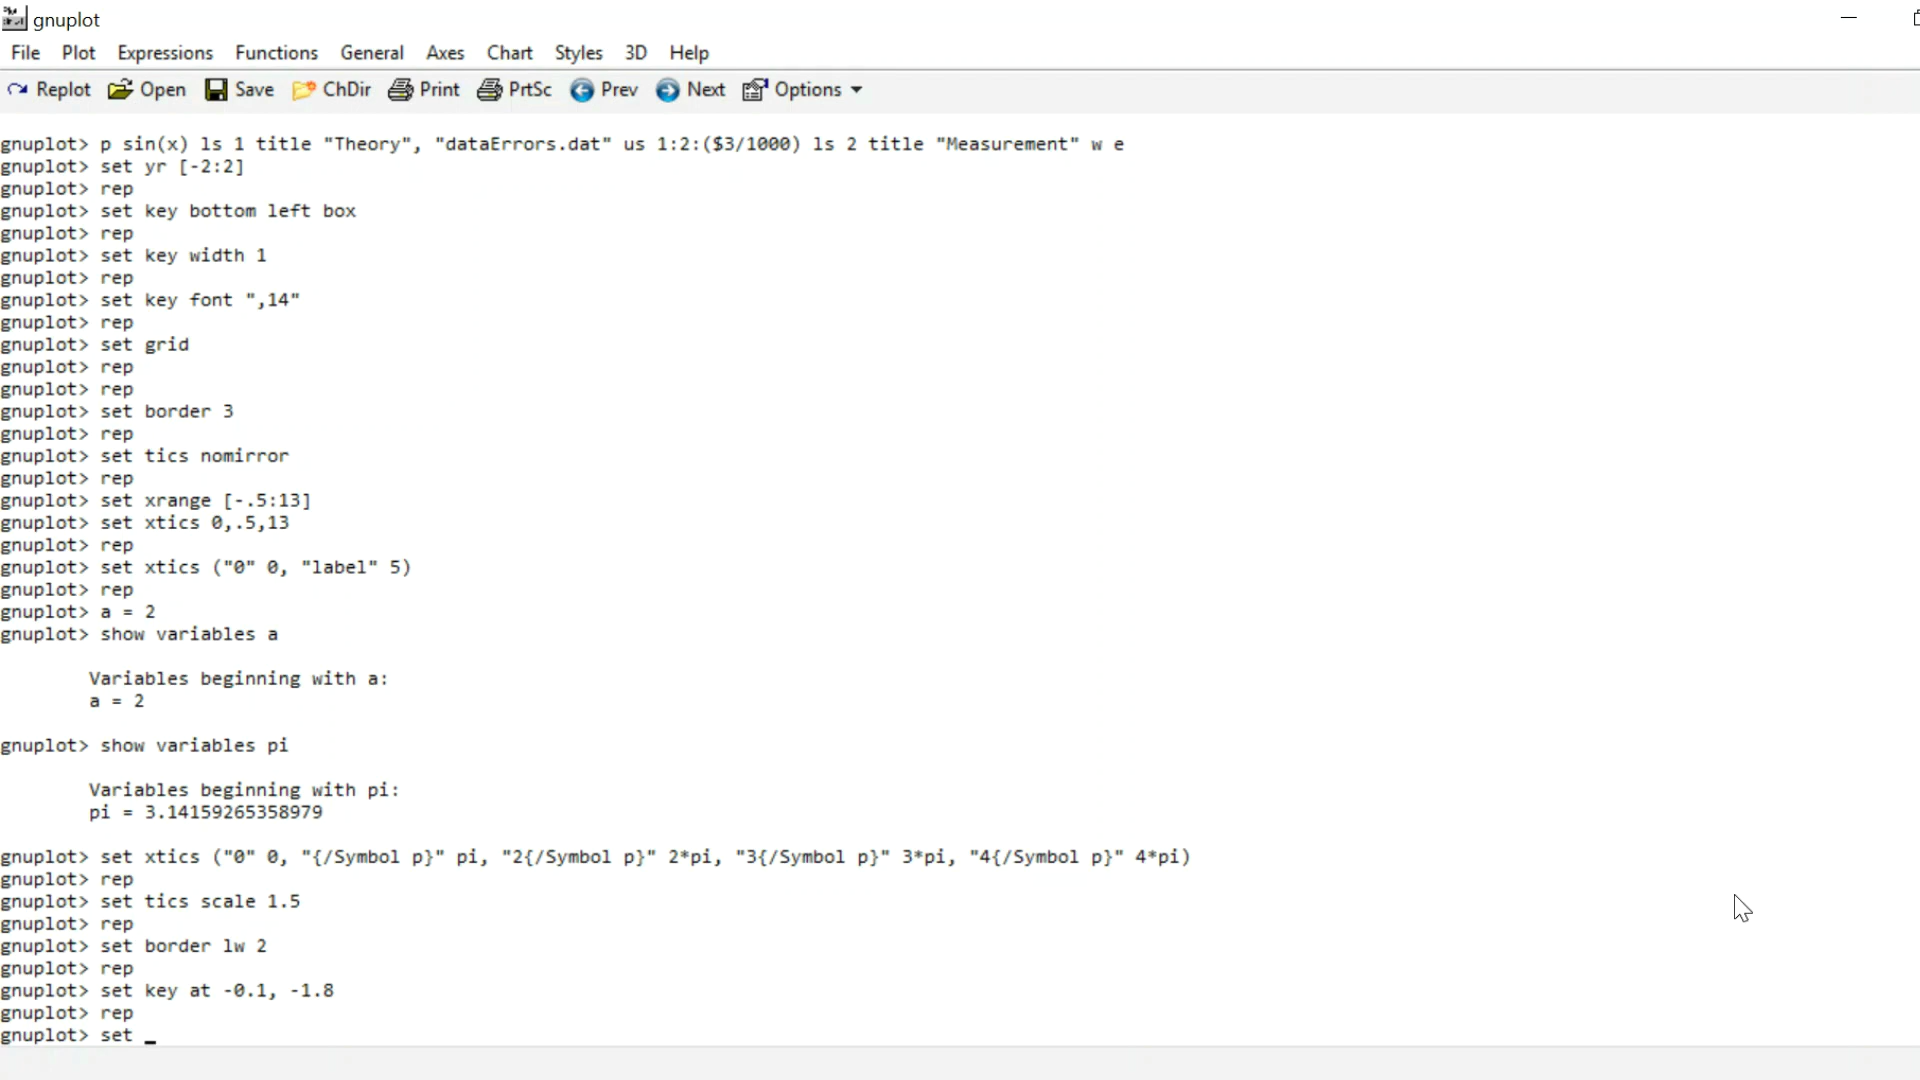 gnuplot
File Plot Expressions Functions General Axes Chart Styles 3D Help
Replot Open Save ChDir Print PrtSc Prev Next Options
gnuplot> p sin(x) ls 1 title "Theory", "dataErrors.dat" us 1:2:($3/1000) ls 2 title "Measurement" w e
gnuplot> set yr [-2:2]
gnuplot> rep
gnuplot> set key bottom left box
gnuplot> rep
gnuplot> set key width 1
gnuplot> rep
gnuplot> set key font ",14"
gnuplot> rep
gnuplot> set grid
gnuplot> rep
gnuplot> rep
gnuplot> set border 3
gnuplot> rep
gnuplot> set tics nomirror
gnuplot> rep
gnuplot> set xrange [-.5:13]
gnuplot> set xtics 0,.5,13
gnuplot> rep
gnuplot> set xtics ("0" 0, "label" 5)
gnuplot> rep
gnuplot> a = 2
gnuplot> show variables a
Variables beginning with a:
a = 2
gnuplot> show variables pi
Variables beginning with pi:
pi = 3.14159265358979
gnuplot> set xtics ("0" 0, "{/Symbol p}" pi, "2{/Symbol p}" 2*pi, "3{/Symbol p}" 3*pi, "4{/Symbol p}" 4*pi)
gnuplot> rep
gnuplot> set tics scale 1.5
gnuplot> rep
gnuplot> set border lw 2
gnuplot> rep
gnuplot> set key at -0.1, -1.8
gnuplot> rep
gnuplot> set _